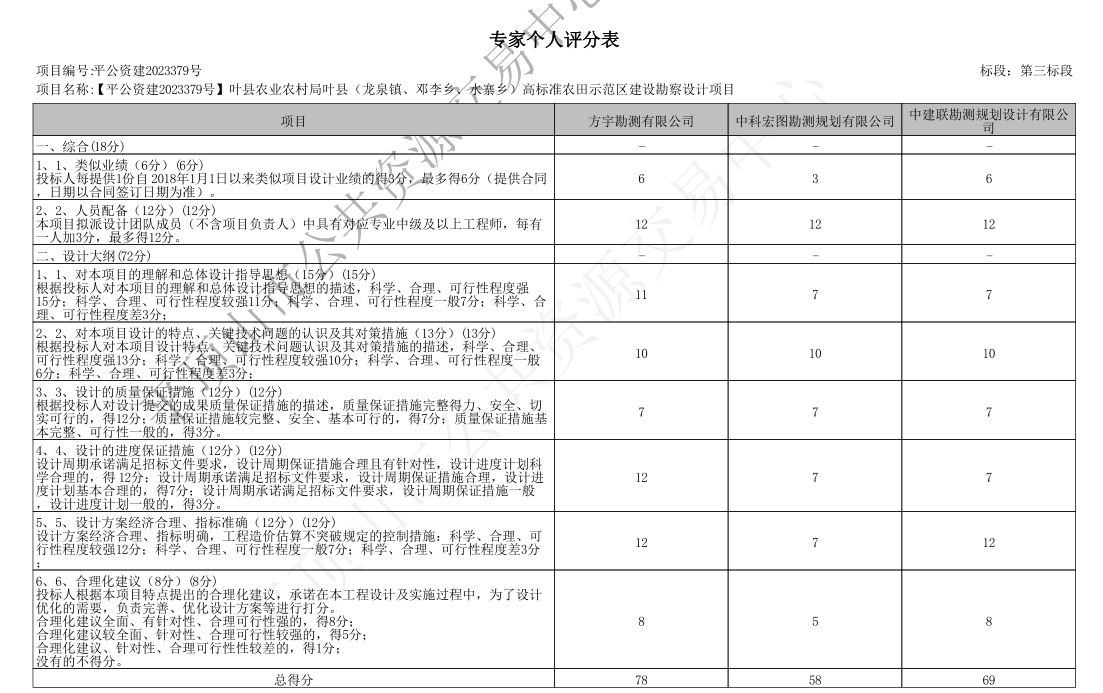 专家个人评分表
项目编号:平公资建2023379号
标段：第三标段
项目名称:【平公资建2023379号】叶县农业农村局叶县（龙泉镇、邓李乡、水寨乡）高标准农田示范区建设勘察设计项目
项目
方宇勘测有限公司
中科宏图勘测规划有限公司
中建联勘测规划设计有限公
司
一、综合(18分)
－
－
－
1、1、类似业绩（6分）(6分)
投标人每提供1份自2018年1月1日以来类似项目设计业绩的得3分，最多得6分（提供合同
，日期以合同签订日期为准）。
6
3
6
2、2、人员配备（12分）(12分)
本项目拟派设计团队成员（不含项目负责人）中具有对应专业中级及以上工程师，每有
一人加3分，最多得12分。
12
12
12
二、设计大纲(72分)
－
－
－
1、1、对本项目的理解和总体设计指导思想（15分）(15分)
根据投标人对本项目的理解和总体设计指导思想的描述，科学、合理、可行性程度强
15分；科学、合理、可行性程度较强11分；科学、合理、可行性程度一般7分；科学、合
理、可行性程度差3分；
11
7
7
2、2、对本项目设计的特点、关键技术问题的认识及其对策措施（13分）(13分)
根据投标人对本项目设计特点、关键技术问题认识及其对策措施的描述，科学、合理、
可行性程度强13分；科学、合理、可行性程度较强10分；科学、合理、可行性程度一般
6分；科学、合理、可行性程度差3分；
10
10
10
3、3、设计的质量保证措施（12分）(12分)
根据投标人对设计提交的成果质量保证措施的描述，质量保证措施完整得力、安全、切
实可行的，得12分；质量保证措施较完整、安全、基本可行的，得7分；质量保证措施基
本完整、可行性一般的，得3分。
7
7
7
4、4、设计的进度保证措施（12分）(12分)
设计周期承诺满足招标文件要求，设计周期保证措施合理且有针对性，设计进度计划科
学合理的，得12分；设计周期承诺满足招标文件要求，设计周期保证措施合理，设计进
度计划基本合理的，得7分；设计周期承诺满足招标文件要求，设计周期保证措施一般
，设计进度计划一般的，得3分。
12
7
7
5、5、设计方案经济合理、指标准确（12分）(12分)
设计方案经济合理、指标明确，工程造价估算不突破规定的控制措施：科学、合理、可
行性程度较强12分；科学、合理、可行性程度一般7分；科学、合理、可行性程度差3分
；
12
7
12
6、6、合理化建议（8分）(8分)
投标人根据本项目特点提出的合理化建议，承诺在本工程设计及实施过程中，为了设计
优化的需要，负责完善、优化设计方案等进行打分。
合理化建议全面、有针对性、合理可行性强的，得8分；
合理化建议较全面、针对性、合理可行性较强的，得5分；
合理化建议、针对性、合理可行性性较差的，得1分；
没有的不得分。
8
5
8
总得分
78
58
69
平顶山市公共资源交易中心
平顶山市公共资源交易中心